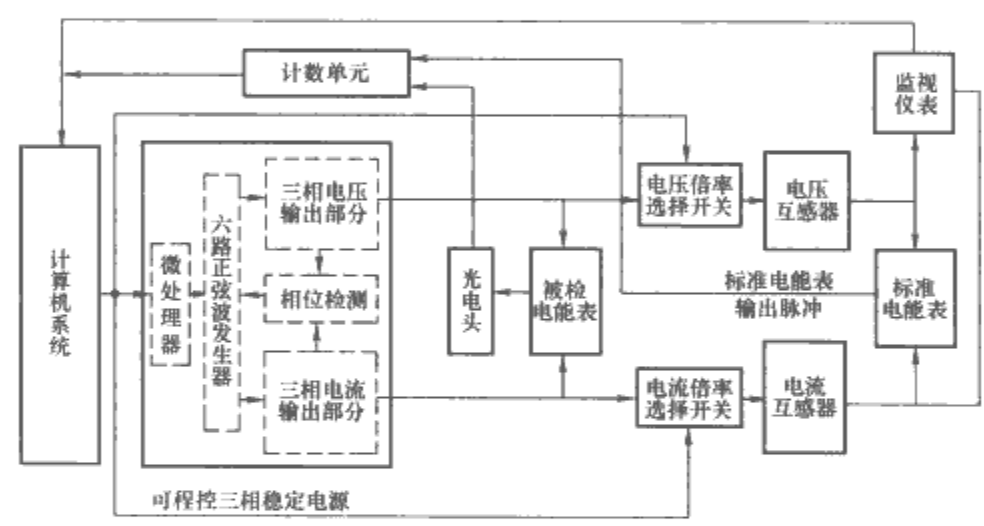 计数单元
监视
仪表
三相电压
输出部分
电压倍率
选择开关
电压
互感器
计算机系统
微处理器
六路正弦波发生器
相位检测
光电头
被检
电能表
标准电能表
输出脉冲
标准
电能表
三相电流
输出部分
电流倍率
选择开关
电流
互感器
可程控三相稳定电源